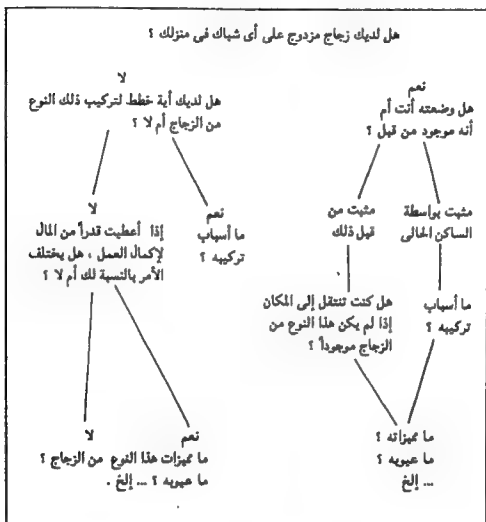 هل لديك زجاج مزدوج على أى شباك فى منزلك ؟
نعم
هل وضعته أنت أم
أنه موجود من قبل ؟
لا
هل لديك أية خطط لتركيب ذلك النوع
من الزجاج أم لا ؟
مثبت بواسطة
الساكن الحالى
مثبت من
قبل ذلك
نعم
ما أسباب
تركيبه ؟
لا
إذا أعطيت قدراً من المال
لإكمال العمل ، هل يختلف
الأمر بالنسبة لك أم لا ؟
ما أسباب
تركيبه ؟
هل كنت تنتقل إلى المكان
إذا لم يكن هذا النوع من
الزجاج موجوداً ؟
ما مميزاته ؟
ما عيوبه ؟
... إلخ
نعم
ما مميزات هذا النوع من الزجاج ؟
ما عيوبه ؟ ... إلخ .
لا